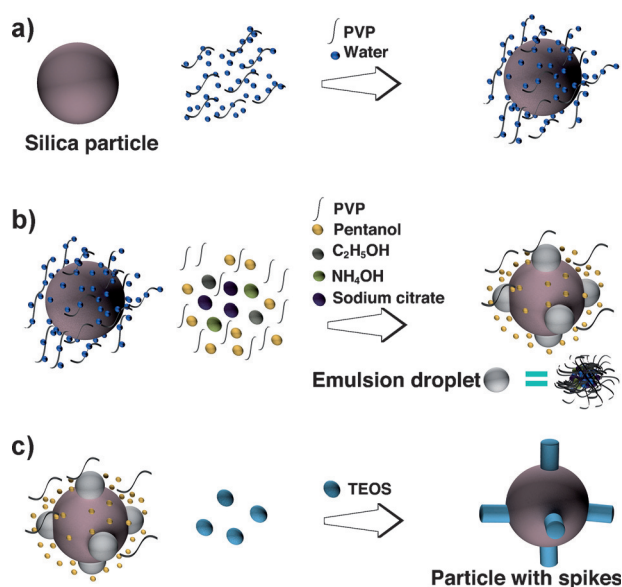 a)
PVP
Water
Silica particle
b)
PVP
Pentanol
C₂H₅OH
NH₄OH
Sodium citrate
Emulsion droplet
=
c)
TEOS
Particle with spikes